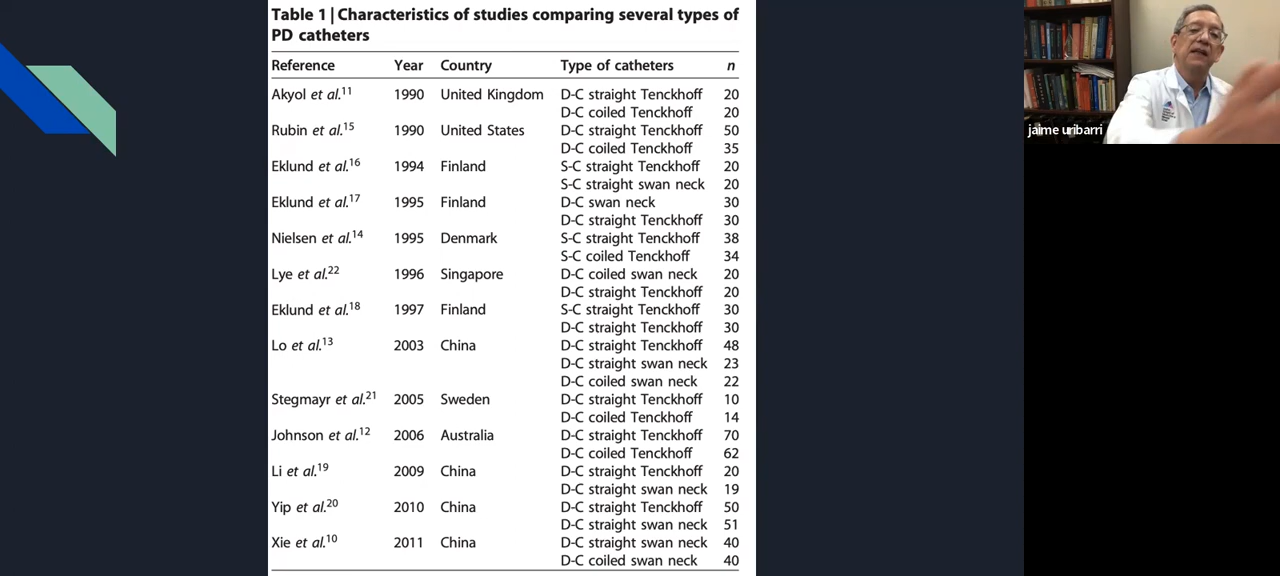 Table 1 | Characteristics of studies comparing several types of
PD catheters
Reference Year Country Type of catheters n
Akyol et al.11 1990 United Kingdom D-C straight Tenckhoff 20
D-C coiled Tenckhoff 20
Rubin et al.15 1990 United States D-C straight Tenckhoff 50
D-C coiled Tenckhoff 35
Eklund et al.16 1994 Finland S-C straight Tenckhoff 20
S-C straight swan neck 20
Eklund et al.17 1995 Finland D-C swan neck 30
D-C straight Tenckhoff 30
Nielsen et al.14 1995 Denmark S-C straight Tenckhoff 38
S-C coiled Tenckhoff 34
Lye et al.22 1996 Singapore D-C coiled swan neck 20
D-C straight Tenckhoff 20
Eklund et al.18 1997 Finland S-C straight Tenckhoff 30
D-C straight Tenckhoff 30
Lo et al.13 2003 China D-C straight Tenckhoff 48
D-C straight swan neck 23
D-C coiled swan neck 22
Stegmayr et al.21 2005 Sweden D-C straight Tenckhoff 10
D-C coiled Tenckhoff 14
Johnson et al.12 2006 Australia D-C straight Tenckhoff 70
D-C coiled Tenckhoff 62
Li et al.19 2009 China D-C straight Tenckhoff 20
D-C straight swan neck 19
Yip et al.20 2010 China D-C straight Tenckhoff 50
D-C straight swan neck 51
Xie et al.10 2011 China D-C straight swan neck 40
D-C coiled swan neck 40
jaime uribarri